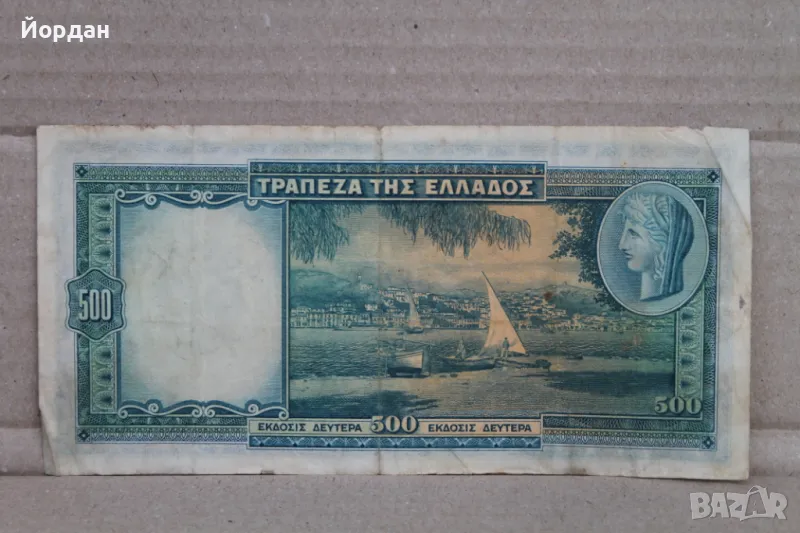 Йордан
ΤΡΑΠΕΖΑ ΤΗΣ ΕΛΛΑΔΟΣ
500
500
ΕΚΔΟΣΙΣ ΔΕΥΤΕΡΑ 500 ΕΚΔΟΣΙΣ ΔΕΥΤΕΡΑ
BAZAR